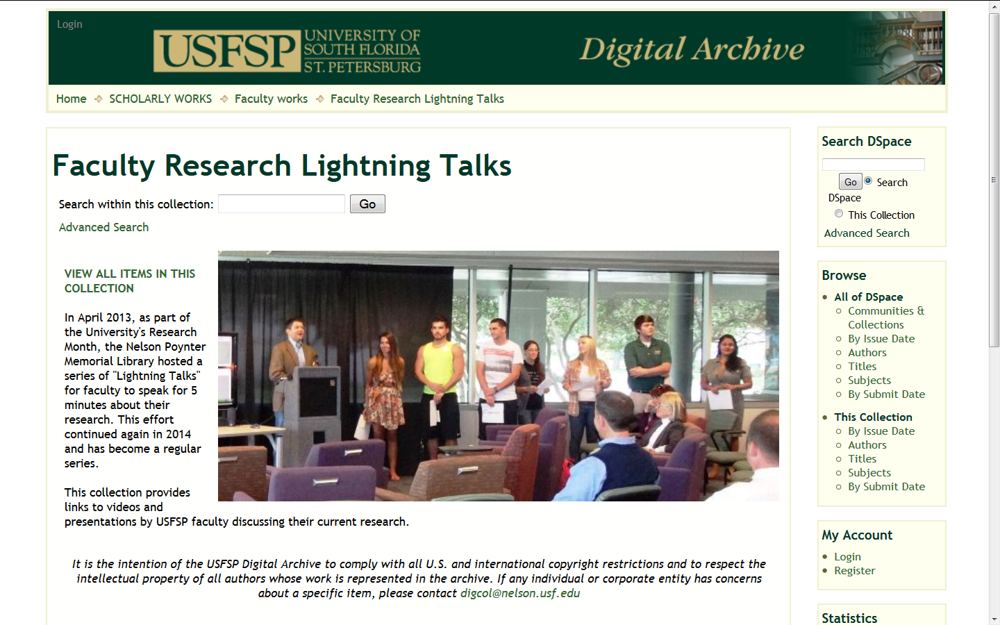 Login
USFSP
UNIVERSITY OF
SOUTH FLORIDA
ST. PETERSBURG
Digital Archive
Home
SCHOLARLY WORKS
Faculty works
Faculty Research Lightning Talks
Faculty Research Lightning Talks
Search within this collection:
Go
Advanced Search
VIEW ALL ITEMS IN THIS
COLLECTION
In April 2013, as part of
the University's Research
Month, the Nelson Poynter
Memorial Library hosted a
series of "Lightning Talks"
for faculty to speak for 5
minutes about their
research. This effort
continued again in 2014
and has become a regular
series.
This collection provides
links to videos and
presentations by USFSP faculty discussing their current research.
It is the intention of the USFSP Digital Archive to comply with all U.S. and international copyright restrictions and to respect the
intellectual property of all authors whose work is represented in the archive. If any individual or corporate entity has concerns
about a specific item, please contact digcol@nelson.usf.edu
Search DSpace
Go
Search
DSpace
This Collection
Advanced Search
Browse
All of DSpace
Communities &
Collections
By Issue Date
Authors
Titles
Subjects
By Submit Date
This Collection
By Issue Date
Authors
Titles
Subjects
By Submit Date
My Account
Login
Register
Statistics